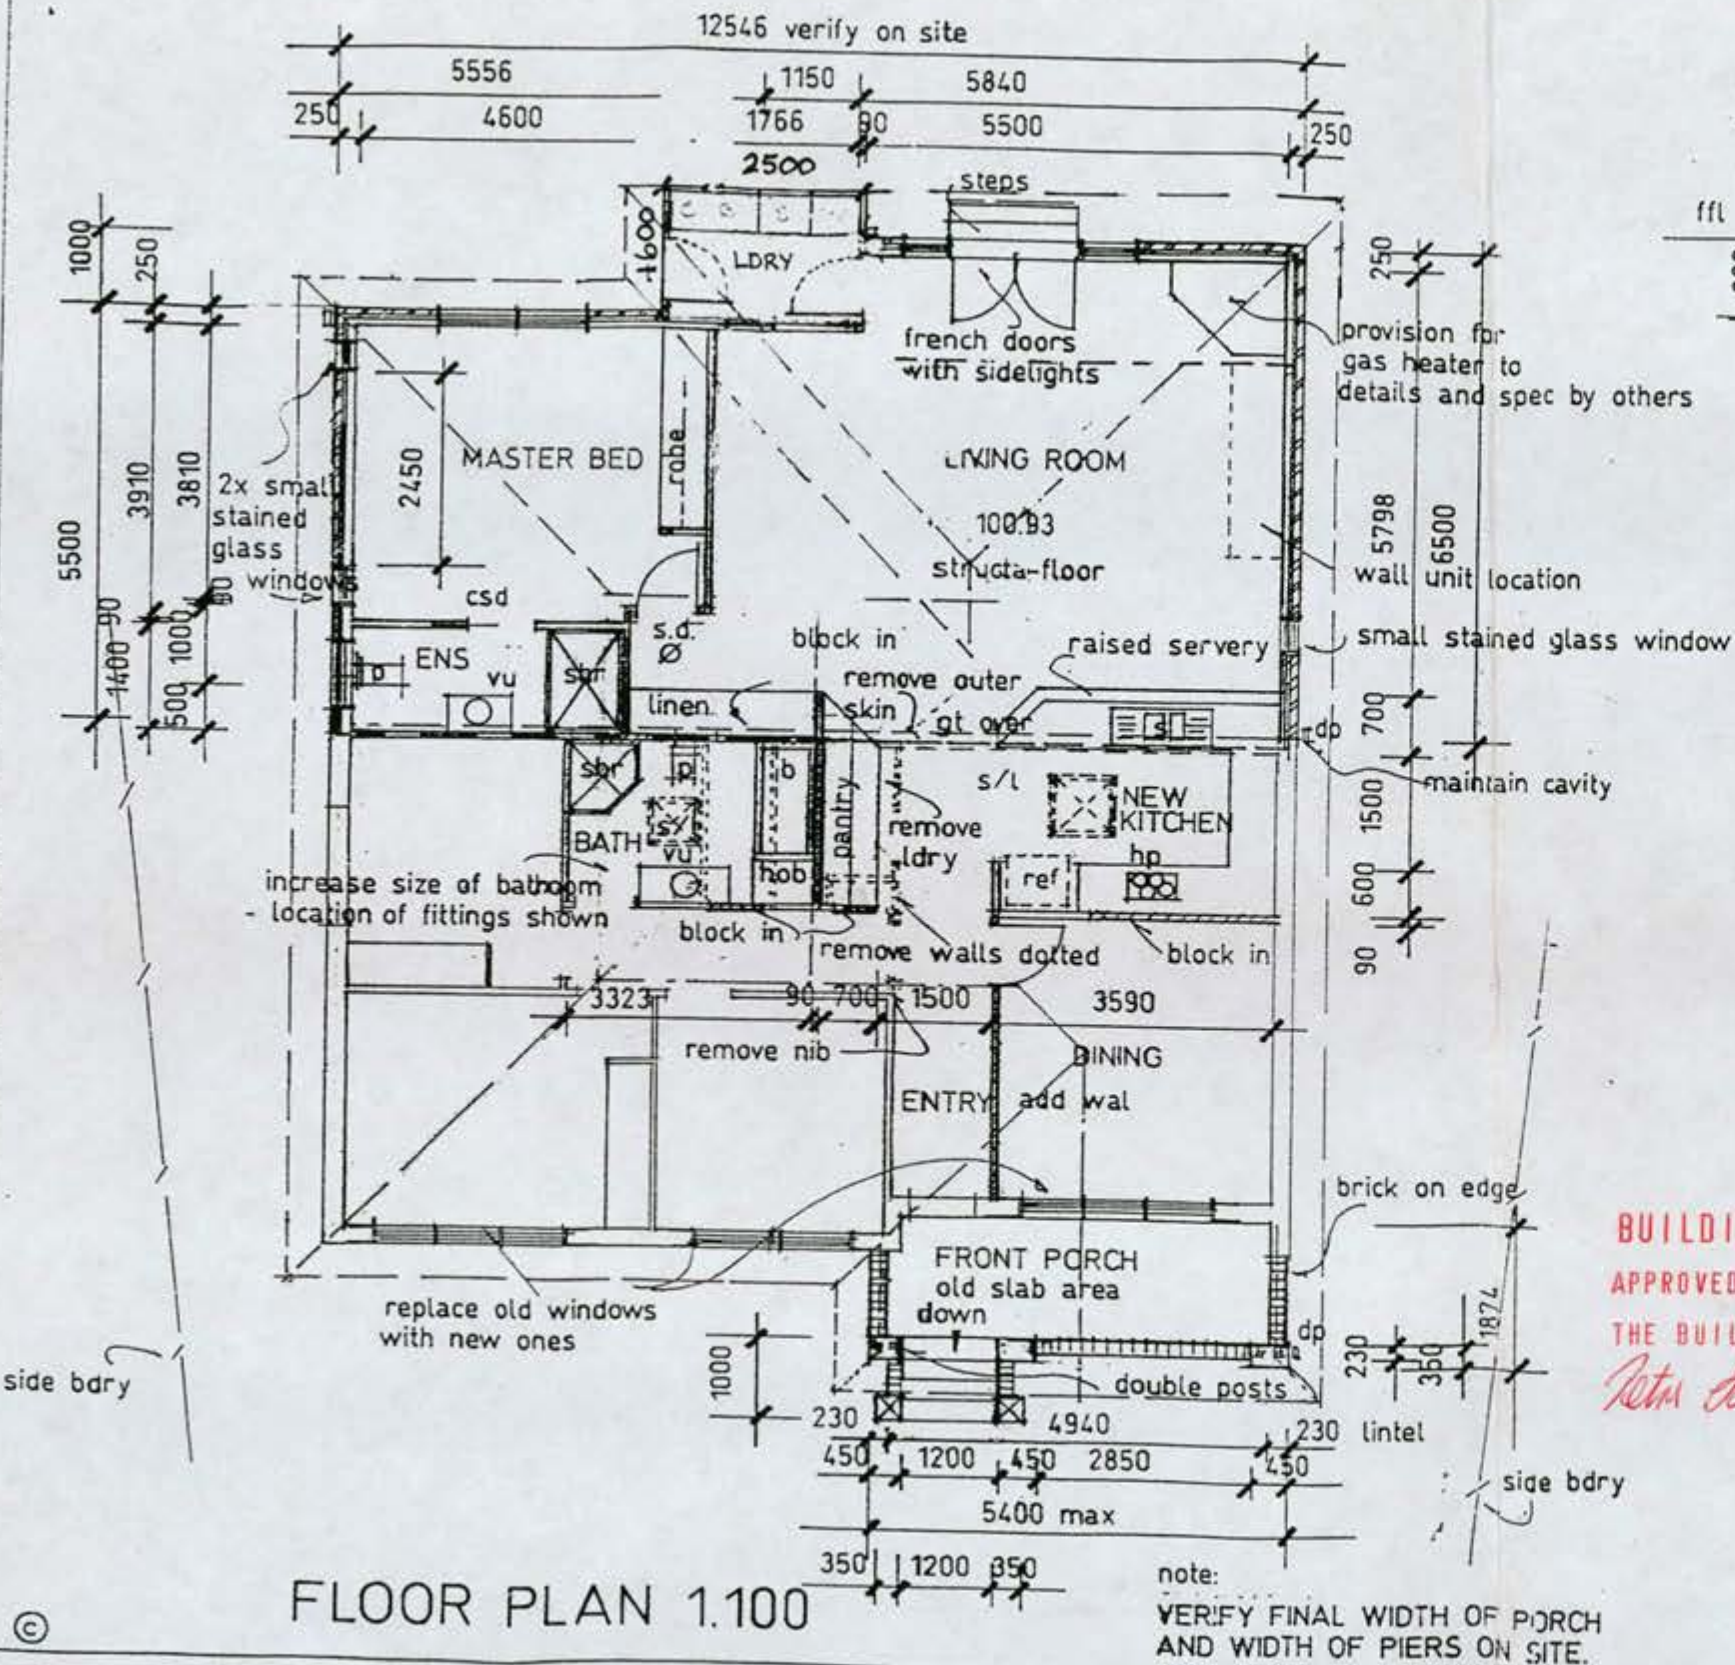 12546 verify on site
5556
1150
5840
250
4600
1766
90
5500
250
2500
steps
ffl
1000
250
1600
LDRY
250
french doors
with sidelights
provision for
gas heater to
details and spec by others
MASTER BED
robe
LIVING ROOM
2450
3910
3810
2x small
stained
glass
windows
100.93
structa-floor
5798
6500
5500
wall unit location
csd
90
90
1400
1000
500
s.d.
block in
raised servery
small stained glass window
ENS
p
vu
shr
linen
remove outer
skin
gt over
s
dp
700
maintain cavity
shr
p
b
pantry
s/l
NEW
KITCHEN
1500
BATH
s/l
vu
remove
ldry
hp
ref
600
hob
increase size of bathoom
- location of fittings shown
block in
remove walls dotted
block in
90
3323
90
700
1500
3590
remove nib
DINING
ENTRY
add wal
brick on edge
FRONT PORCH
old slab area
down
replace old windows
with new ones
side bdry
1000
dp
230
350
1874
double posts
230
4940
230 lintel
450
1200
450
2850
450
side bdry
5400 max
350
1200
350
FLOOR PLAN 1.100
note:
VERIFY FINAL WIDTH OF PORCH
AND WIDTH OF PIERS ON SITE.
©
BUILDI
APPROVED
THE BUIL